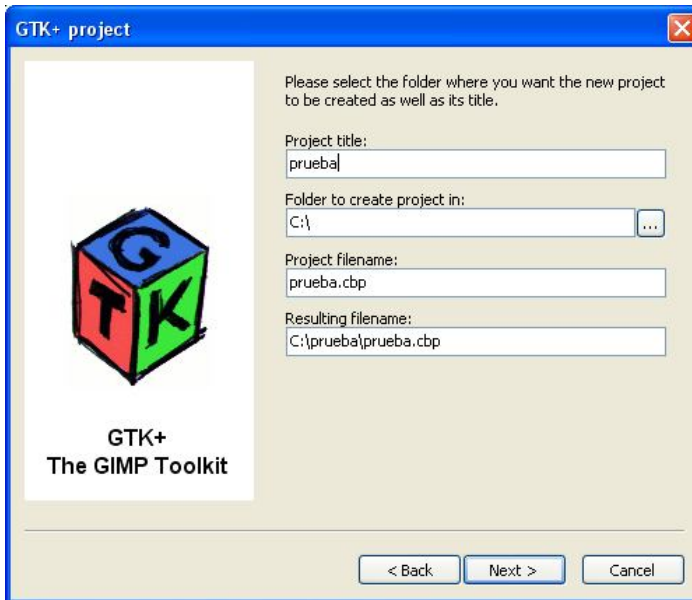 GTK+ project
Please select the folder where you want the new project
to be created as well as its title.
Project title:
prueba
Folder to create project in:
C:\
...
Project filename:
prueba.cbp
Resulting filename:
C:\prueba\prueba.cbp
G
T K
GTK+
The GIMP Toolkit
< Back Next > Cancel